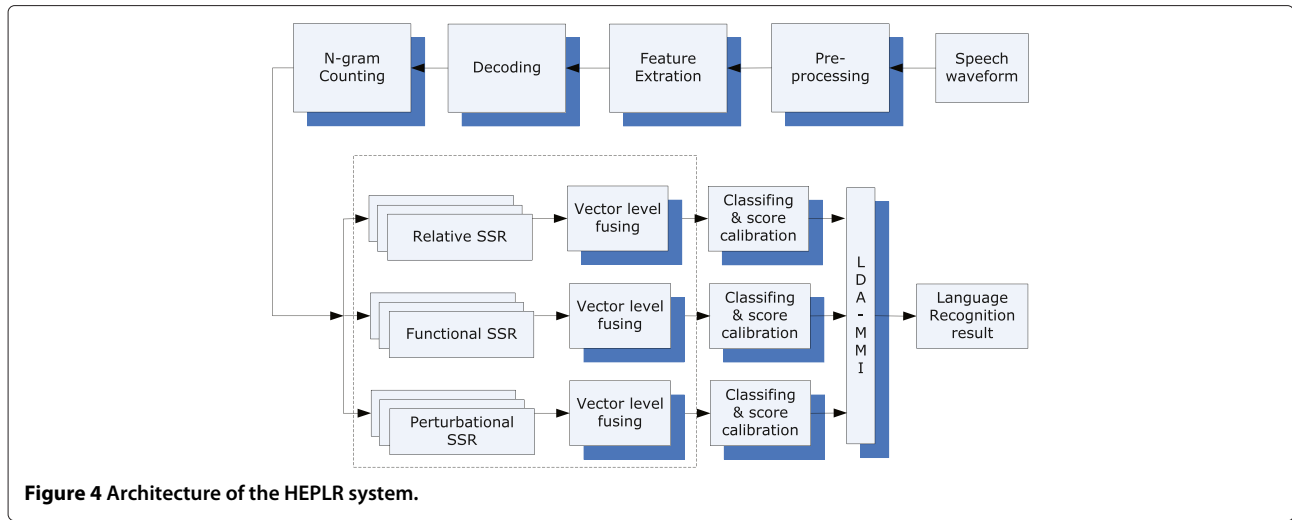 N-gram
Counting
Decoding
Feature
Extration
Pre-
processing
Speech
waveform
Relative SSR
Vector level
fusing
Classifing
& score
calibration
Functional SSR
Vector level
fusing
Classifing
& score
calibration
Perturbational
SSR
Vector level
fusing
Classifing
& score
calibration
L
D
A
-
M
M
I
Language
Recognition
result
Figure 4 Architecture of the HEPLR system.